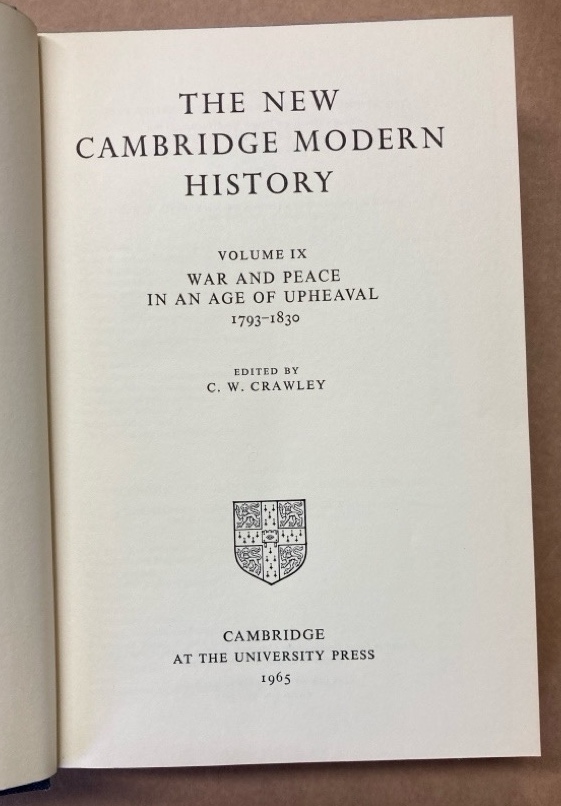 THE NEW
CAMBRIDGE MODERN
HISTORY
VOLUME IX
WAR AND PEACE
IN AN AGE OF UPHEAVAL
1793–1830
EDITED BY
C. W. CRAWLEY
CAMBRIDGE
AT THE UNIVERSITY PRESS
1965